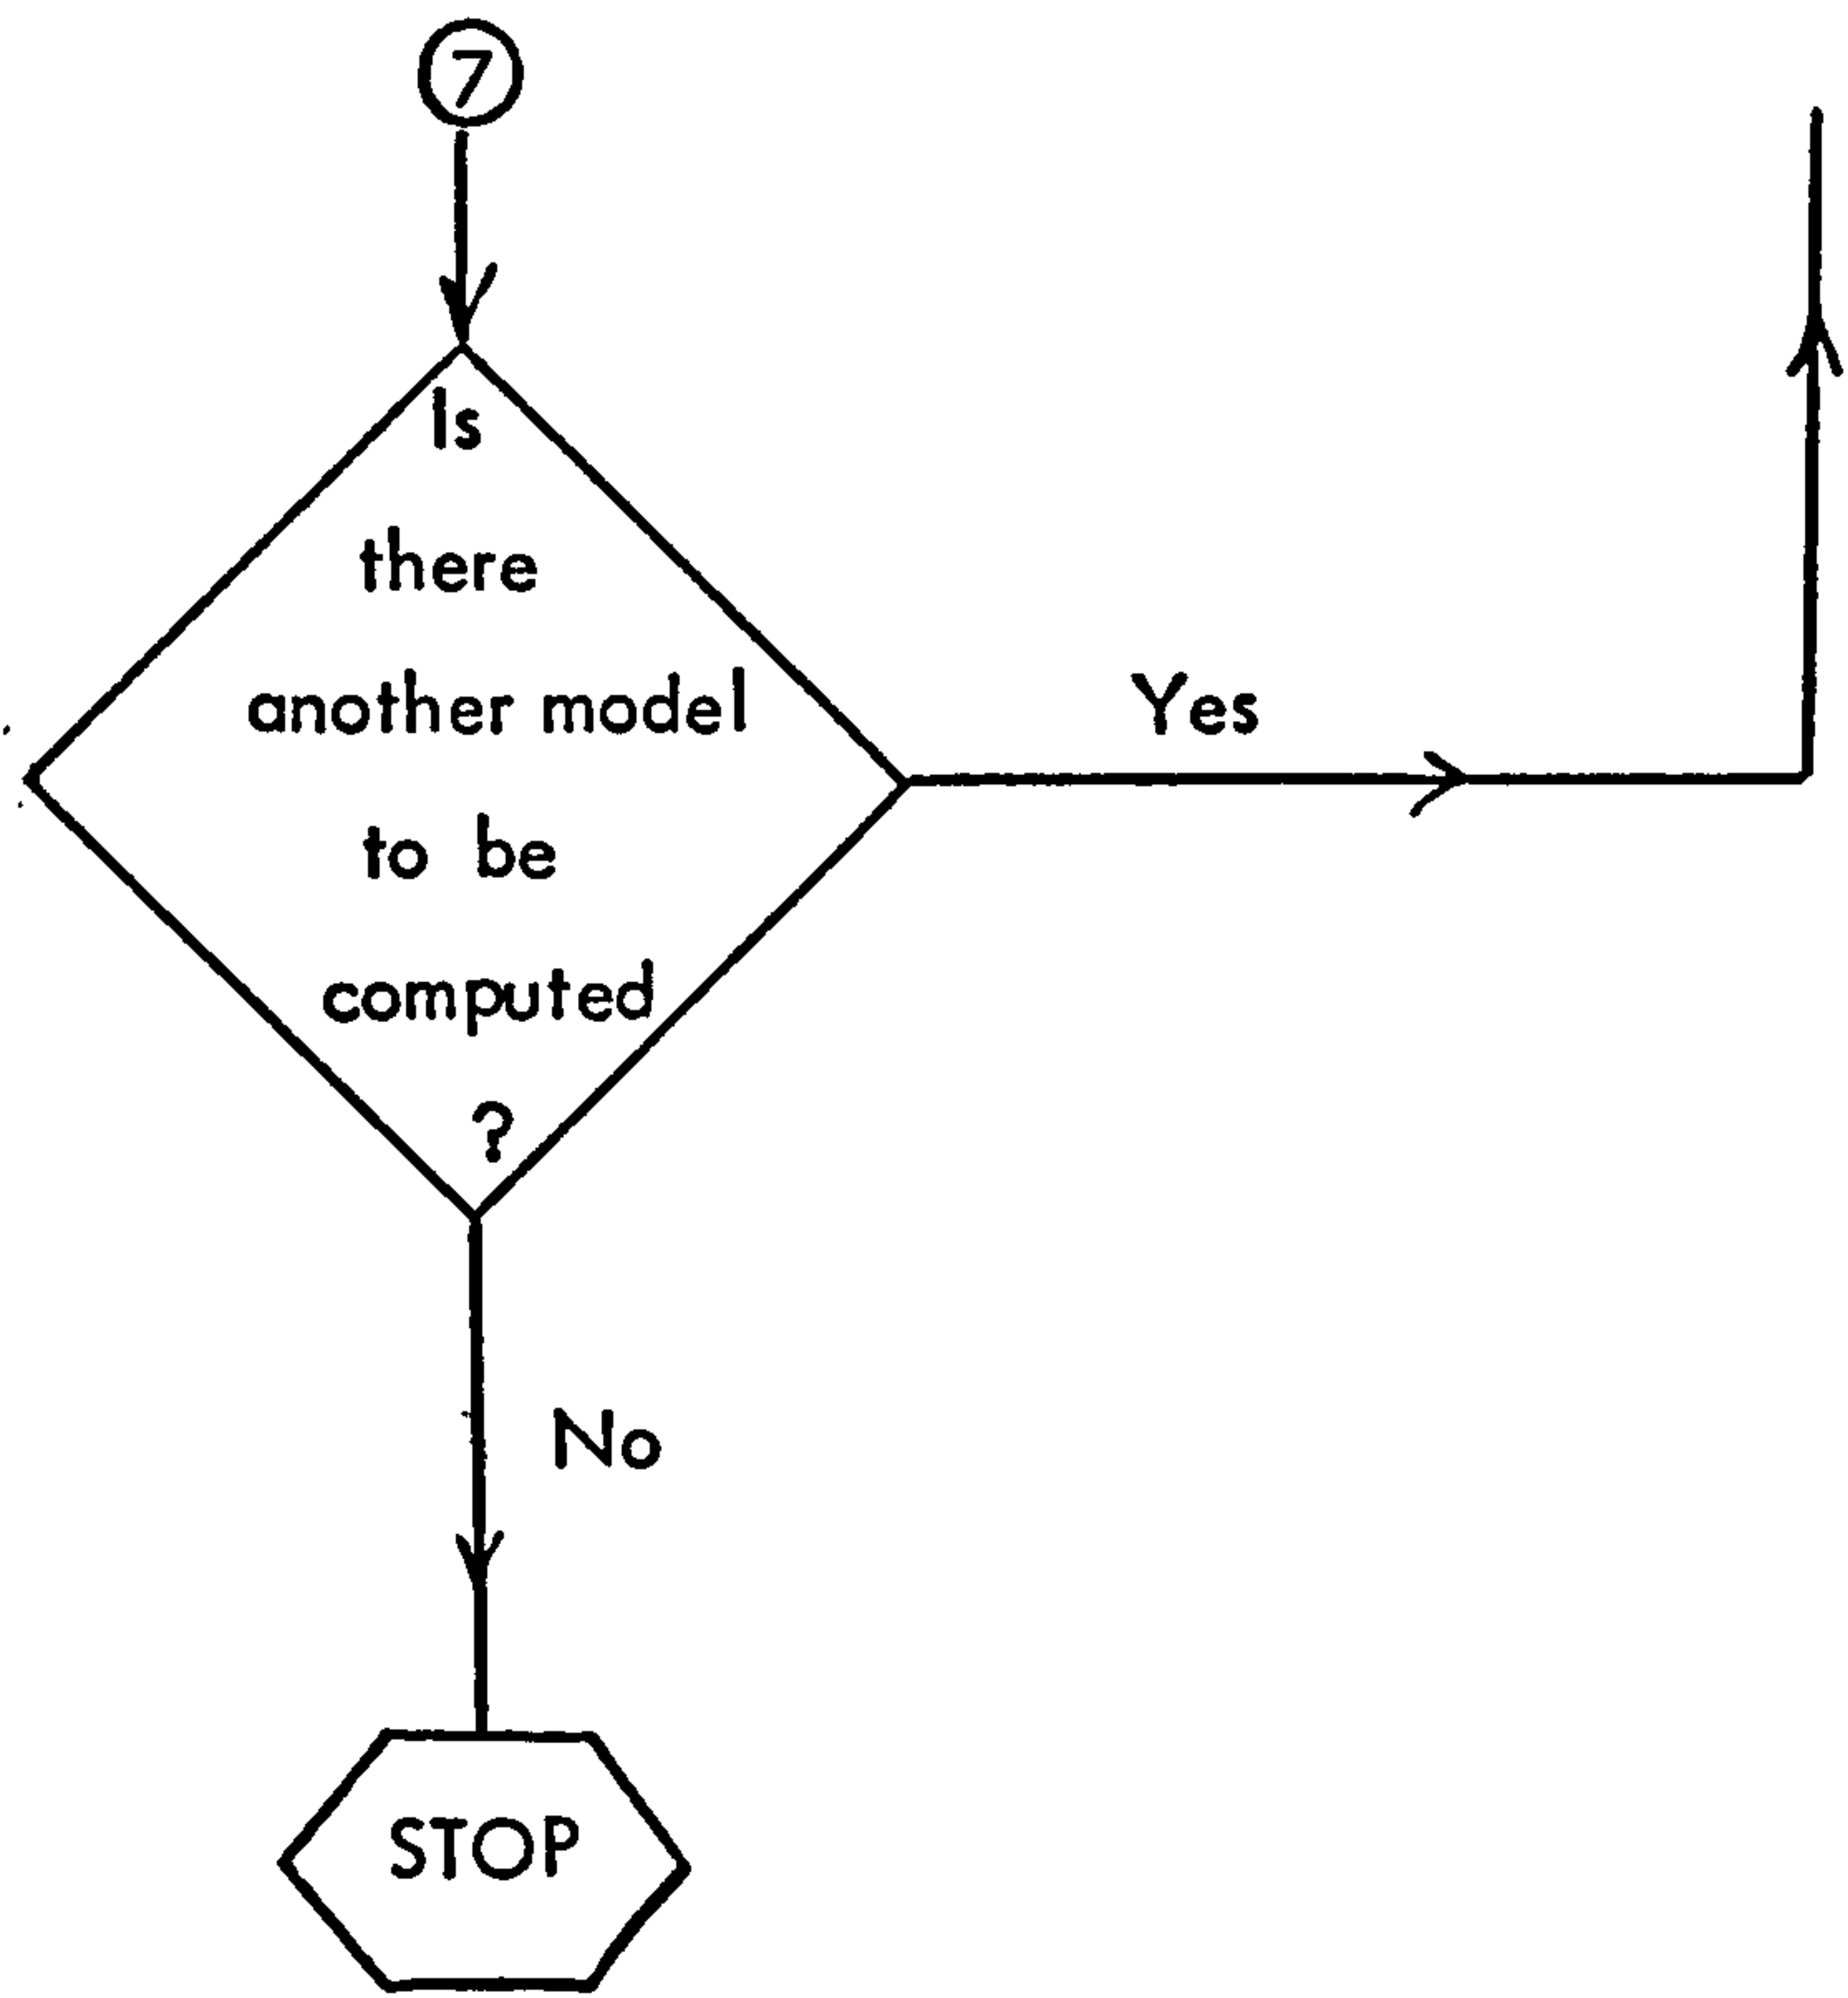 7
Is
there
another model
to be
computed
?
Yes
No
STOP